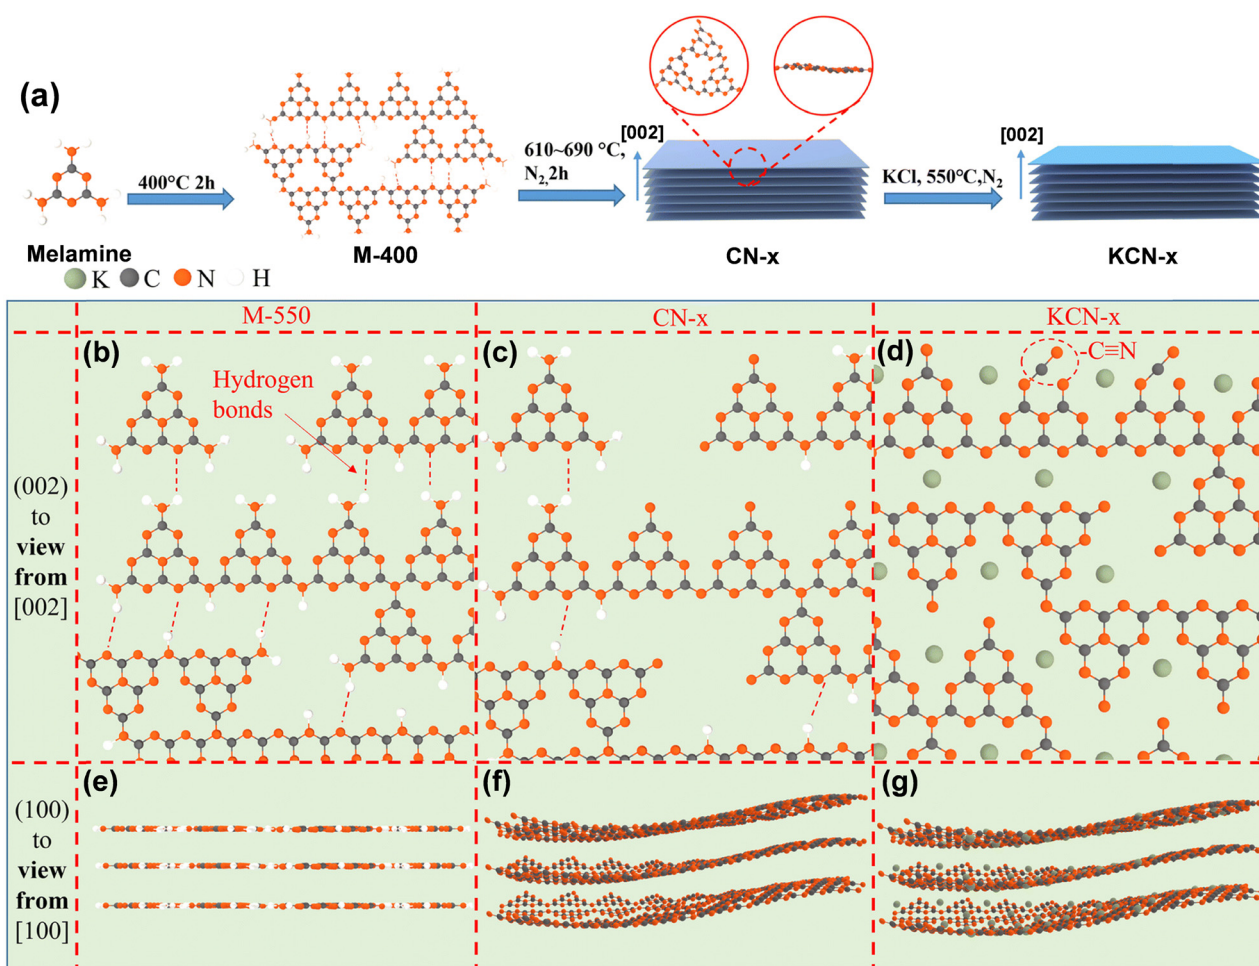 (a)
Melamine
400°C 2h
M-400
610~690 °C,
N₂,2h
[002]
CN-x
KCl, 550°C,N₂
[002]
KCN-x
K C N H
M-550
CN-x
KCN-x
(002)
to
view
from
[002]
(b)
Hydrogen
bonds
(c)
(d)
-C≡N
(100)
to
view
from
[100]
(e)
(f)
(g)